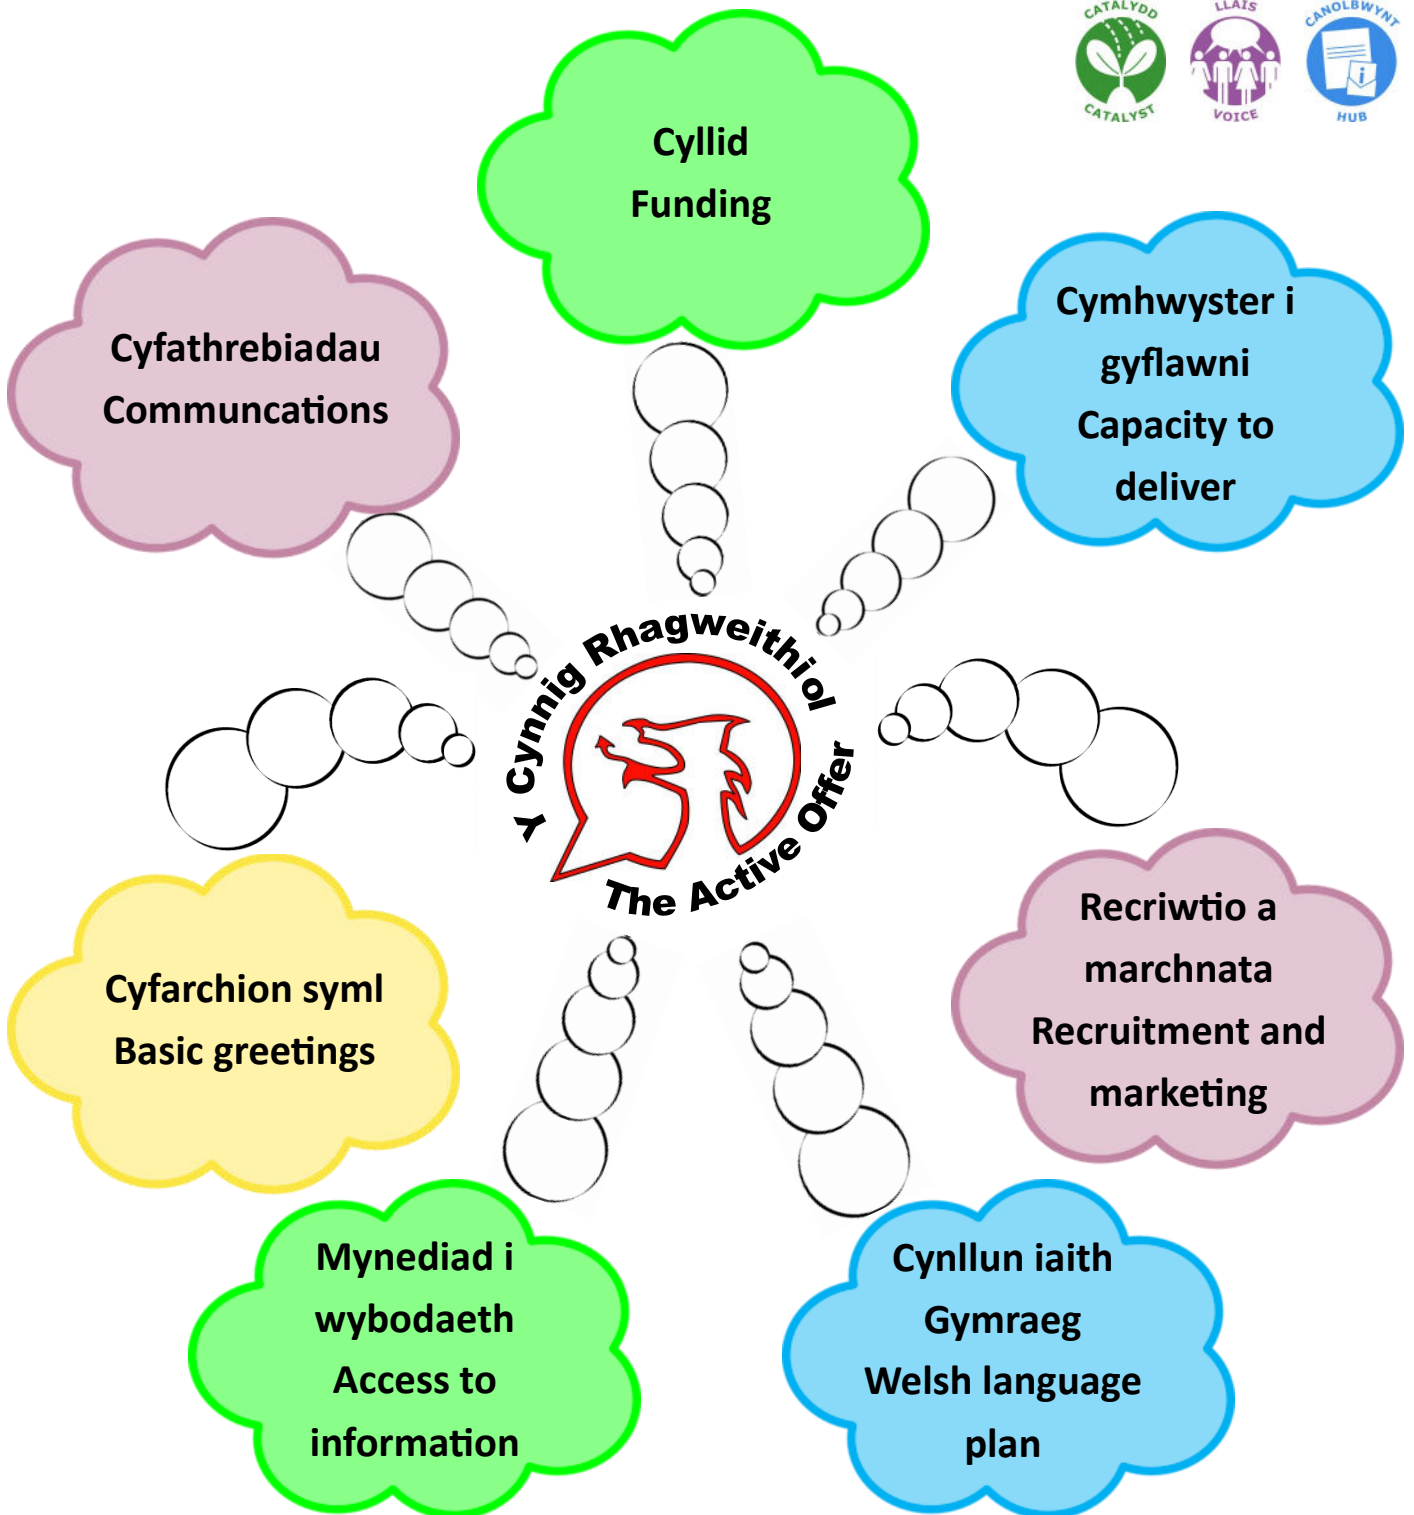 CATALYDD
CATALYST
LLAIS
VOICE
CANOLBWYNT
HUB
Cyllid
Funding
Cyfathrebiadau
Communcations
Cymhwyster i
gyflawni
Capacity to
deliver
Y Cynnig Rhagweithiol
The Active Offer
Cyfarchion syml
Basic greetings
Recriwtio a
marchnata
Recruitment and
marketing
Mynediad i
wybodaeth
Access to
information
Cynllun iaith
Gymraeg
Welsh language
plan